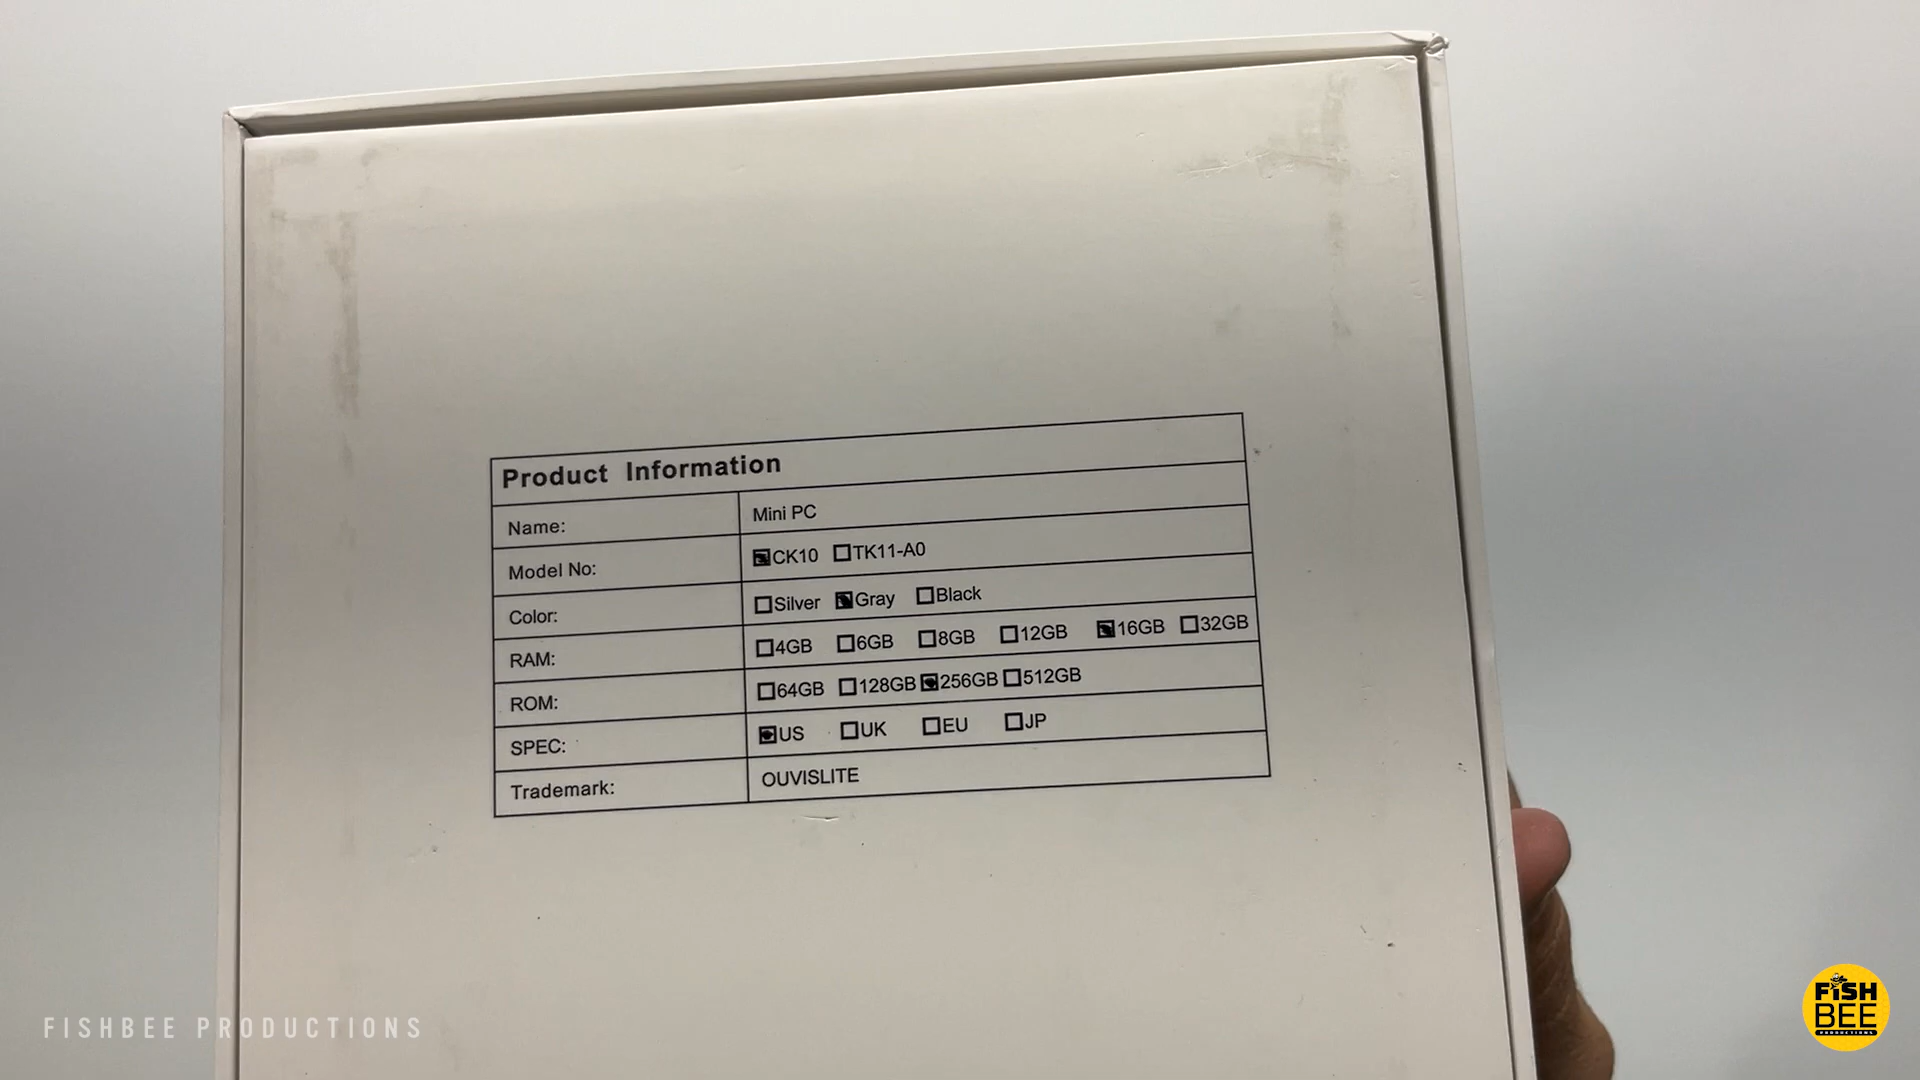 Product Information
Name: Mini PC
Model No: ☑CK10 ☐TK11-A0
Color: ☐Silver ☑Gray ☐Black
RAM: ☐4GB ☐6GB ☐8GB ☐12GB ☑16GB ☐32GB
ROM: ☐64GB ☐128GB ☑256GB ☐512GB
SPEC: ☑US ☐UK ☐EU ☐JP
Trademark: OUVISLITE
FISHBEE PRODUCTIONS
FISH
BEE
PRODUCTIONS